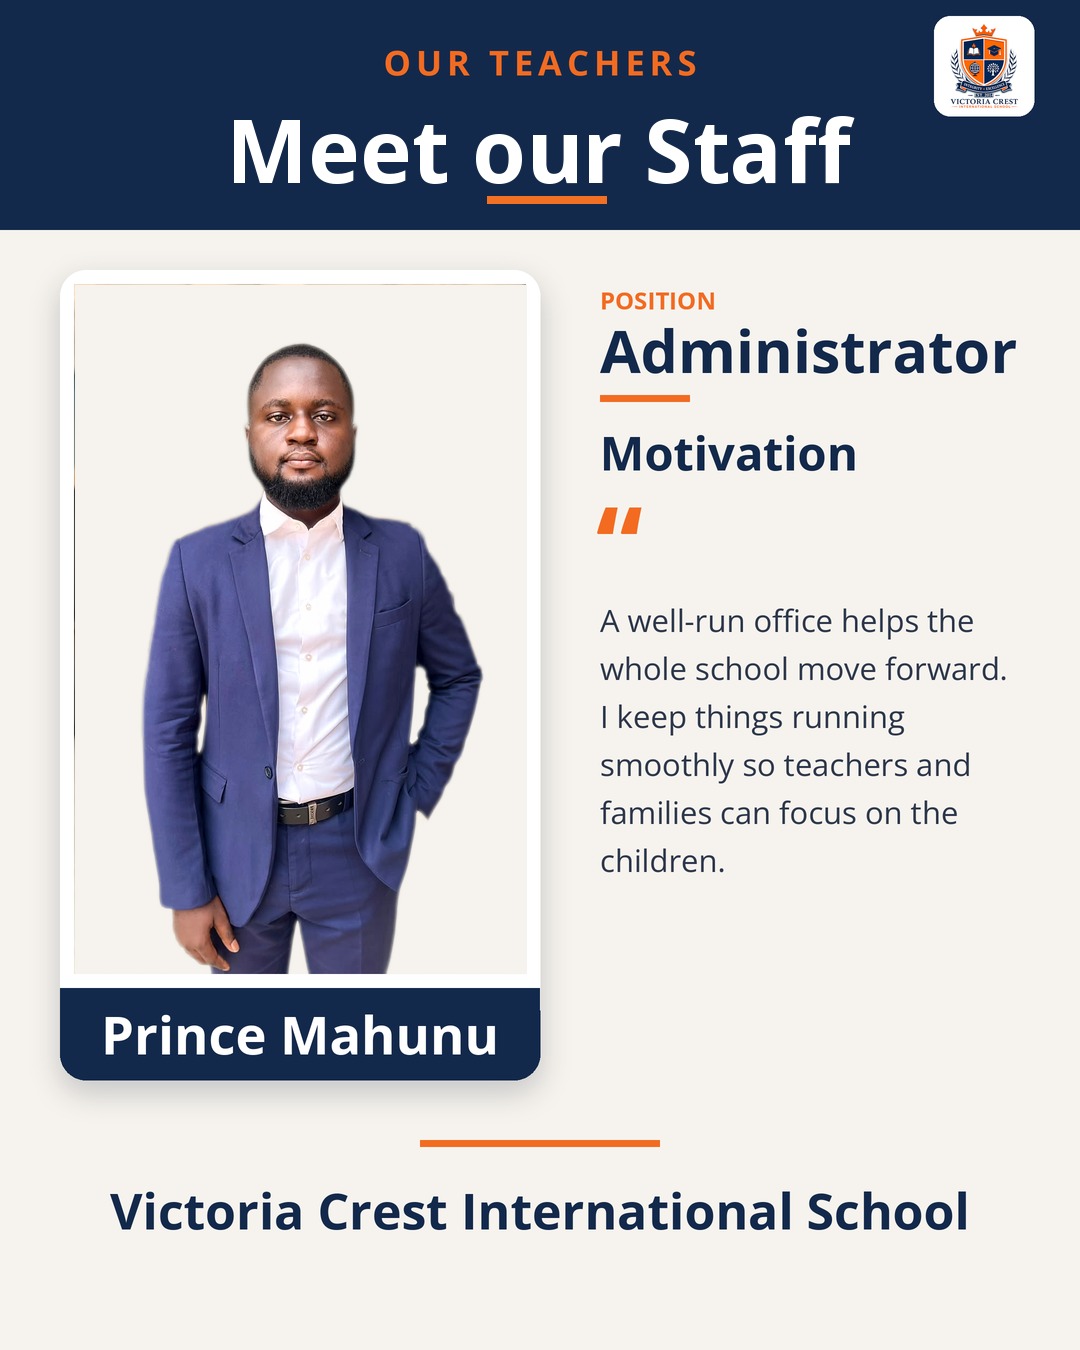 OUR TEACHERS
Meet our Staff
VICTORIA CREST
INTERNATIONAL SCHOOL
POSITION
Administrator
Motivation
“
A well-run office helps the
whole school move forward.
I keep things running
smoothly so teachers and
families can focus on the
children.
Prince Mahunu
Victoria Crest International School